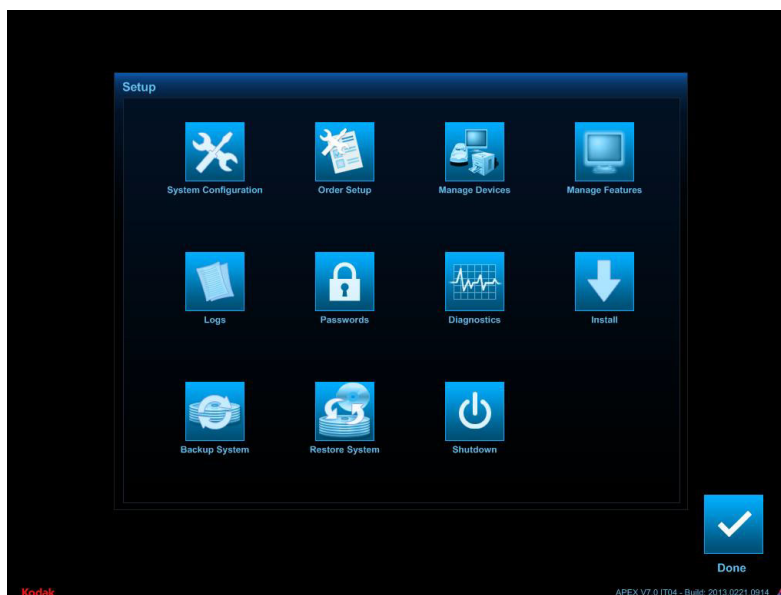 Setup
System Configuration
Order Setup
Manage Devices
Manage Features
Logs
Passwords
Diagnostics
Install
Backup System
Restore System
Shutdown
Done
Kodak
APEX V7.0 IT04 - Build: 2013.0221.0914